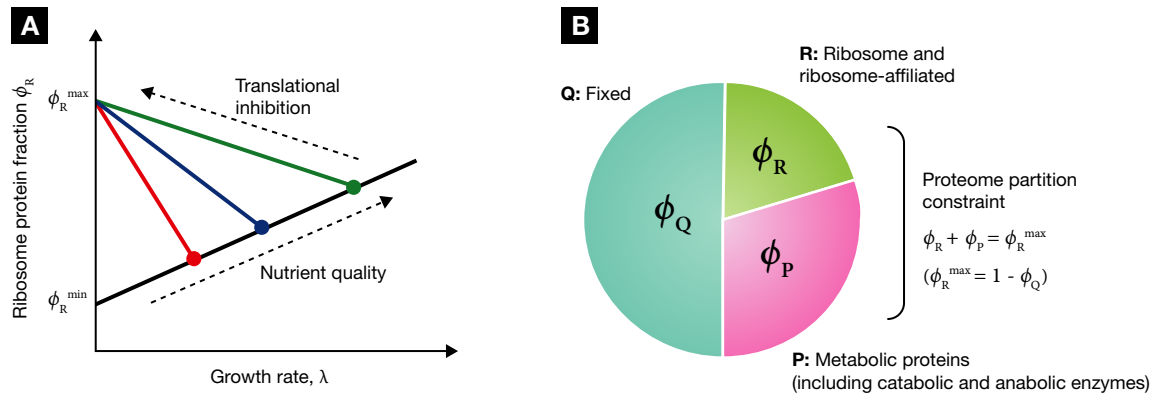 A
Ribosome protein fraction ϕR
ϕR^max
ϕR^min
Translational
inhibition
Nutrient quality
Growth rate, λ
B
Q: Fixed
R: Ribosome and
ribosome-affiliated
ϕQ
ϕR
ϕP
Proteome partition
constraint
ϕR + ϕP = ϕR^max
(ϕR^max = 1 - ϕQ)
P: Metabolic proteins
(including catabolic and anabolic enzymes)